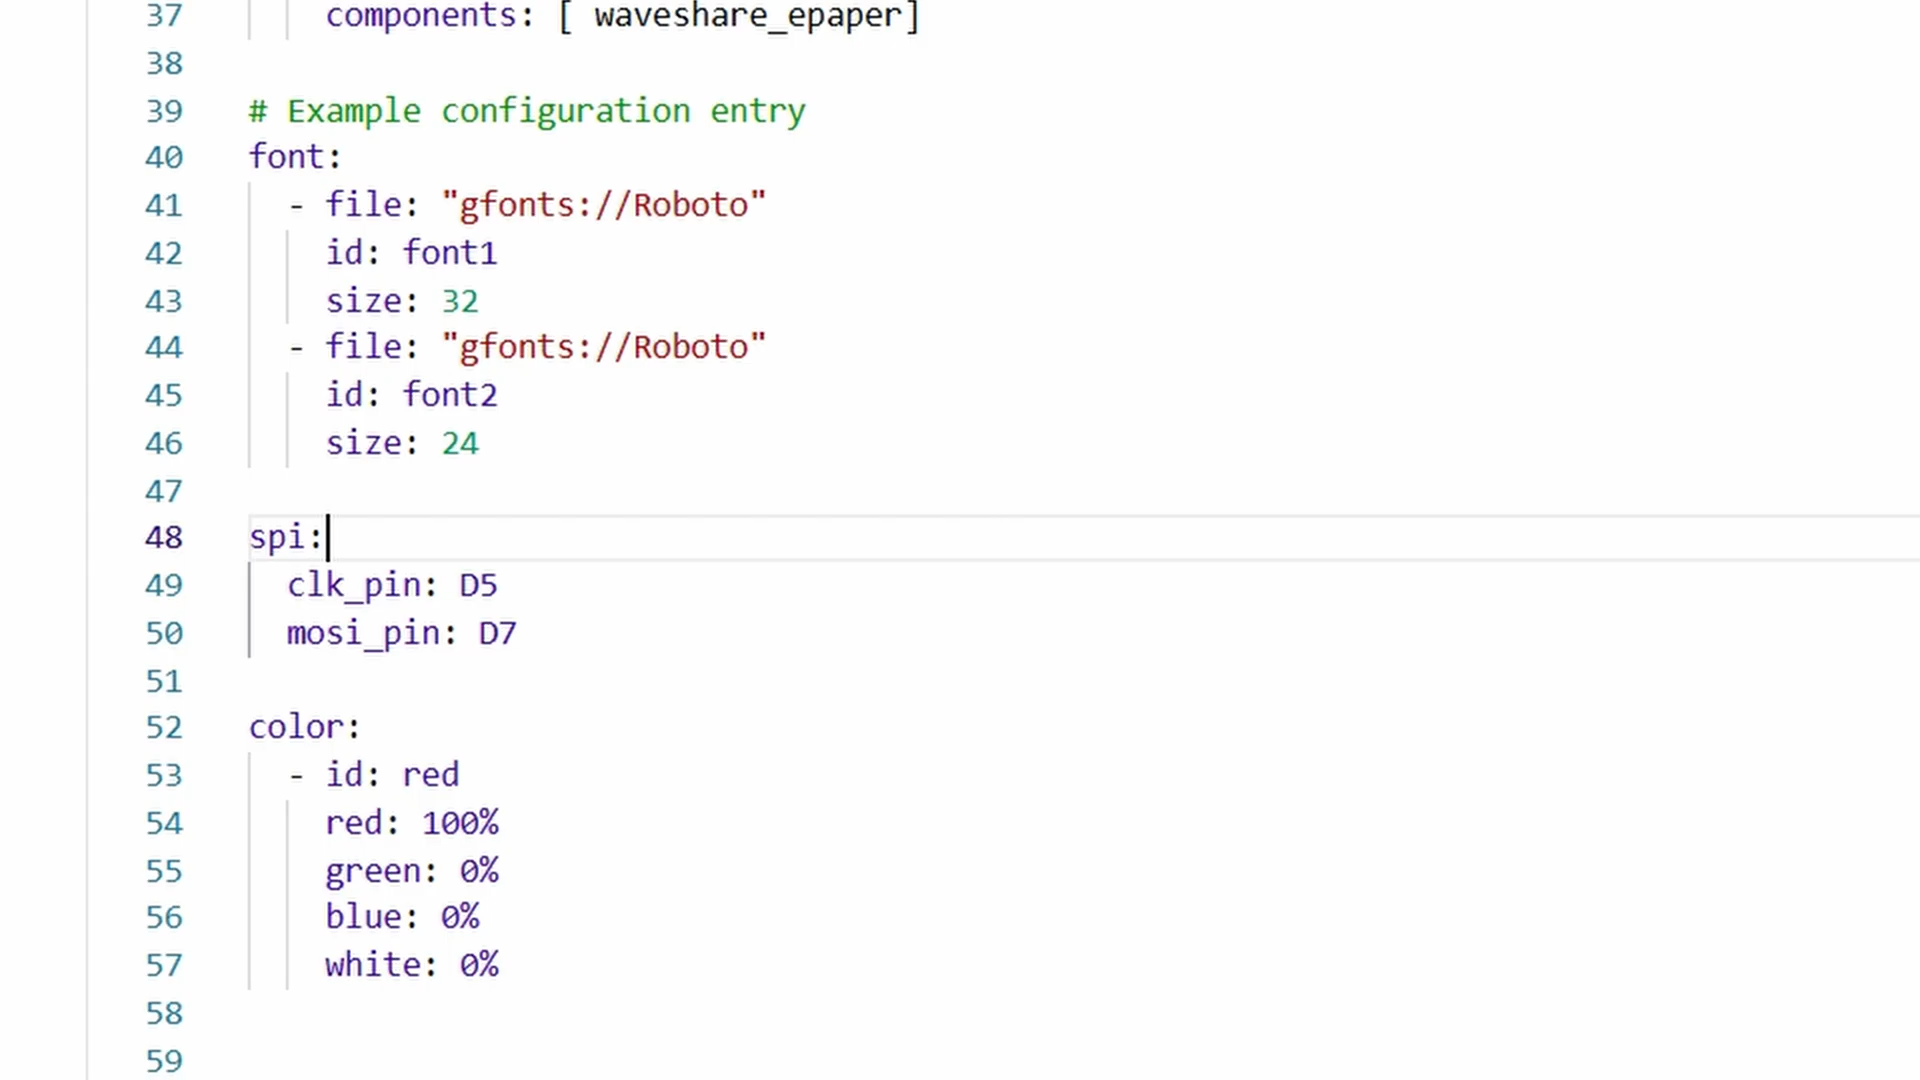 37 components: [ waveshare_epaper]
38
39 # Example configuration entry
40 font:
41 - file: "gfonts://Roboto"
42 id: font1
43 size: 32
44 - file: "gfonts://Roboto"
45 id: font2
46 size: 24
47
48 spi:
49 clk_pin: D5
50 mosi_pin: D7
51
52 color:
53 - id: red
54 red: 100%
55 green: 0%
56 blue: 0%
57 white: 0%
58
59